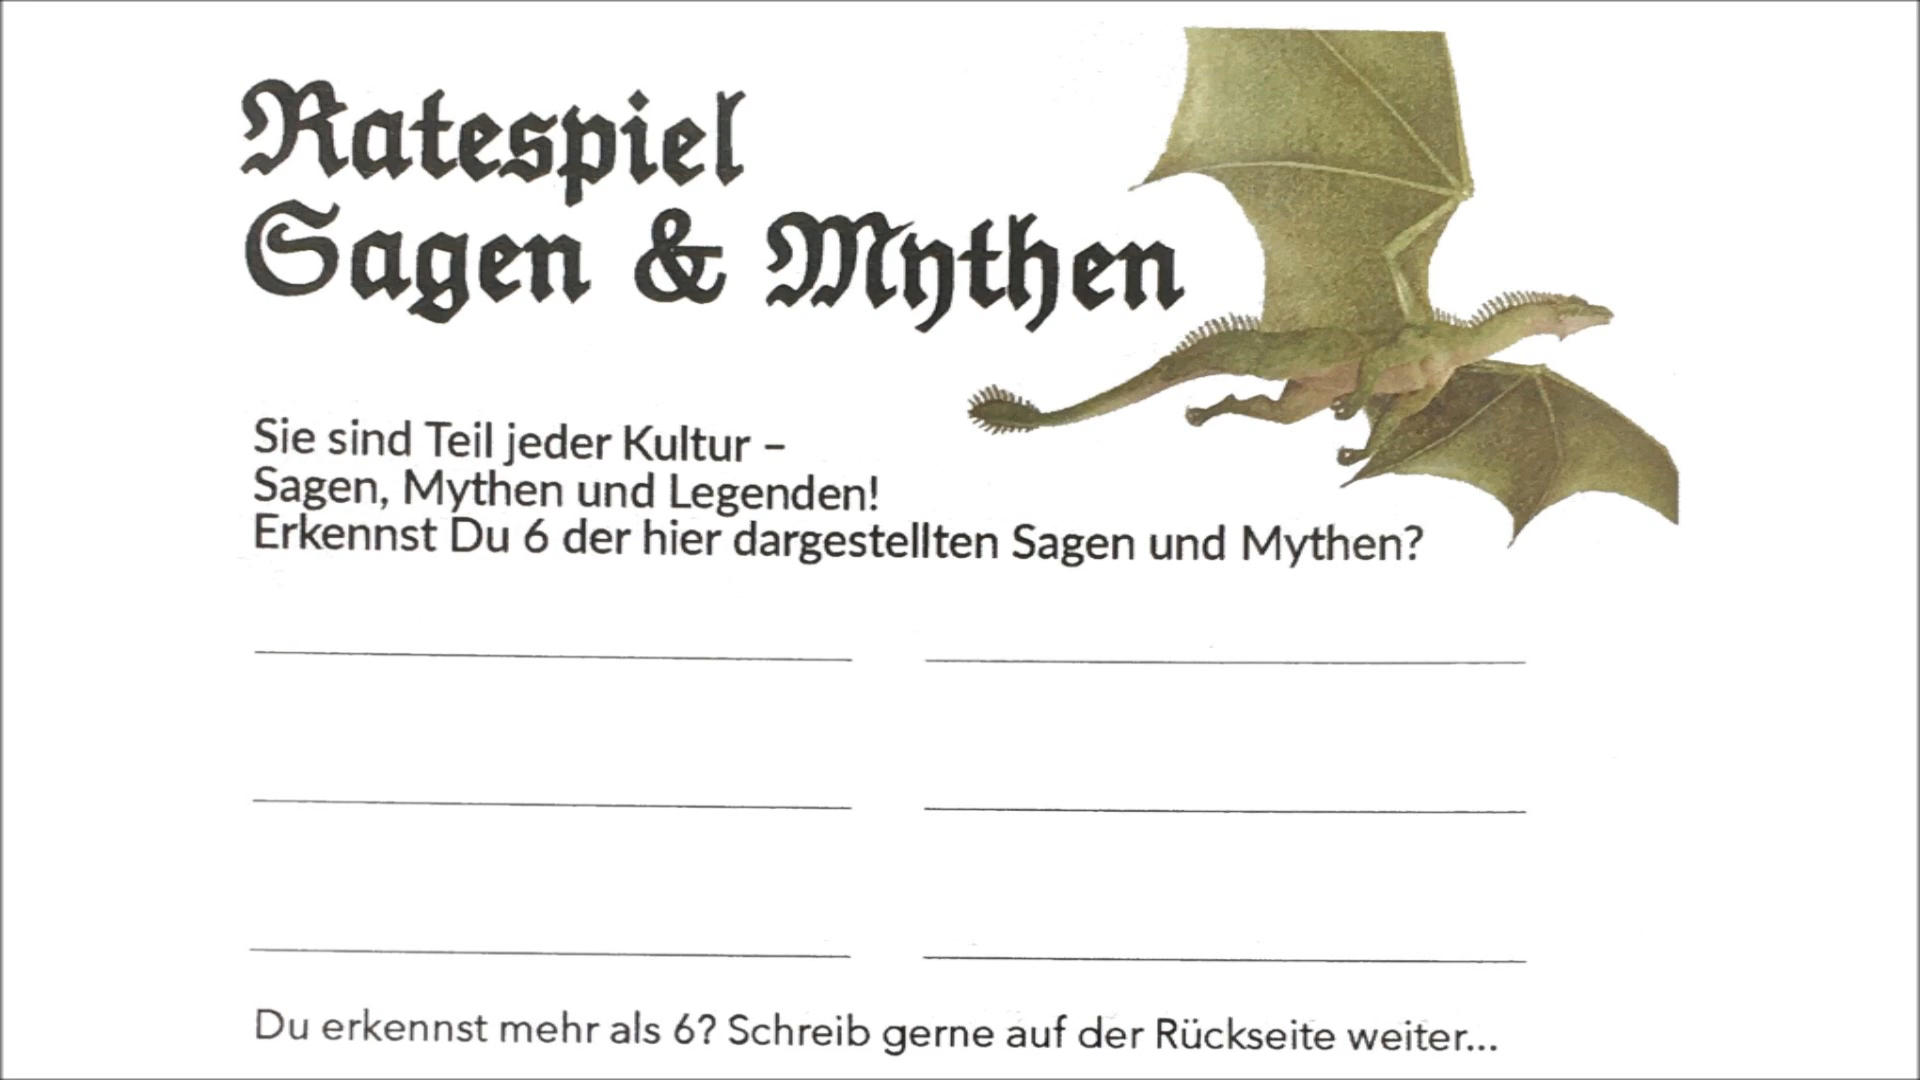 Ratespiel
Sagen & Mythen
Sie sind Teil jeder Kultur –
Sagen, Mythen und Legenden!
Erkennst Du 6 der hier dargestellten Sagen und Mythen?
Du erkennst mehr als 6? Schreib gerne auf der Rückseite weiter...